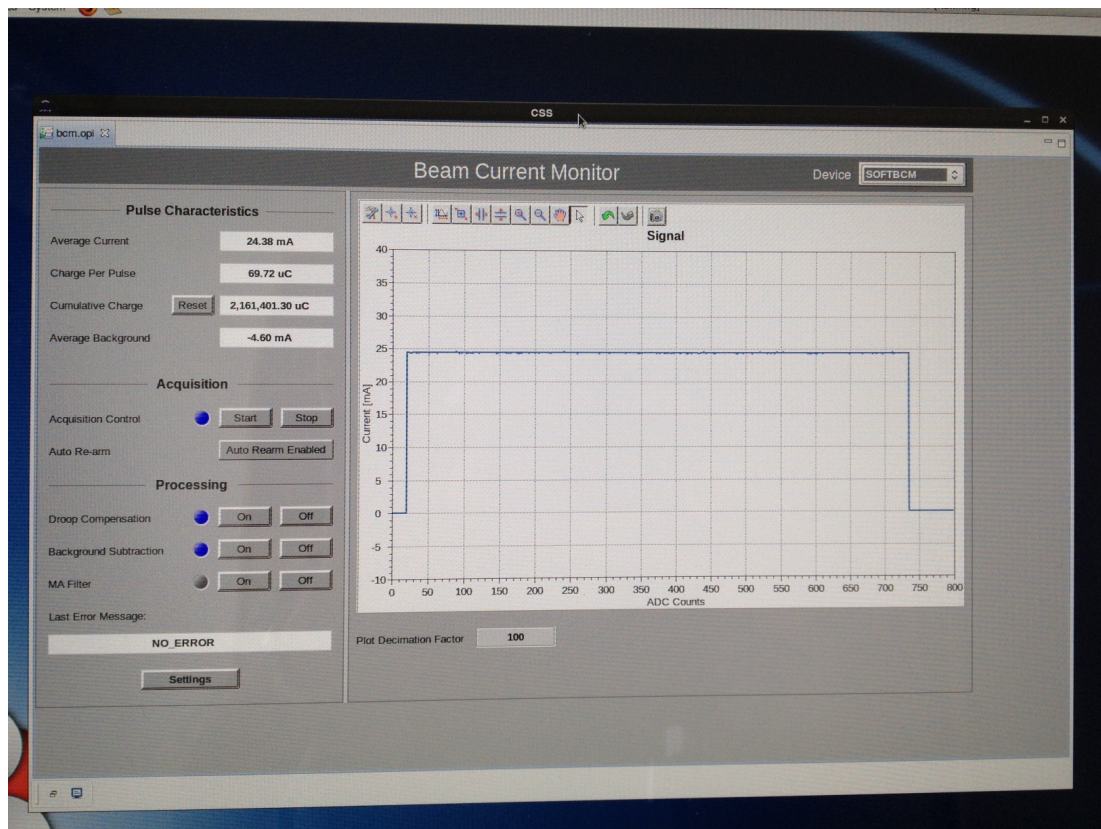 System
CSS
bcm.opi
Beam Current Monitor
Device SOFTBCM
Pulse Characteristics
Average Current 24.38 mA
Charge Per Pulse 69.72 uC
Cumulative Charge Reset 2,161,401.30 uC
Average Background -4.60 mA
Acquisition
Acquisition Control Start Stop
Auto Re-arm Auto Rearm Enabled
Processing
Droop Compensation On Off
Background Subtraction On Off
MA Filter On Off
Last Error Message:
NO_ERROR
Settings
Signal
40
35
30
25
20
15
10
5
0
-5
-10
Current [mA]
0 50 100 150 200 250 300 350 400 450 500 550 600 650 700 750 800
ADC Counts
Plot Decimation Factor 100